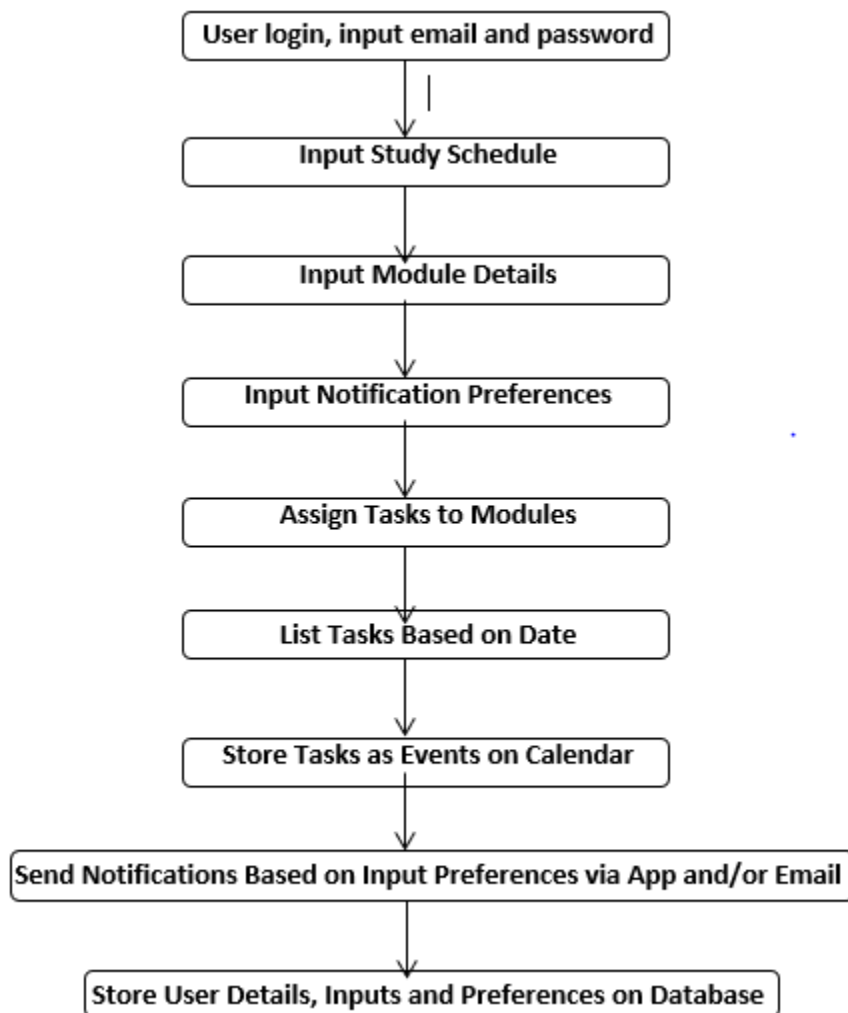 User login, input email and password
Input Study Schedule
Input Module Details
Input Notification Preferences
Assign Tasks to Modules
List Tasks Based on Date
Store Tasks as Events on Calendar
Send Notifications Based on Input Preferences via App and/or Email
Store User Details, Inputs and Preferences on Database